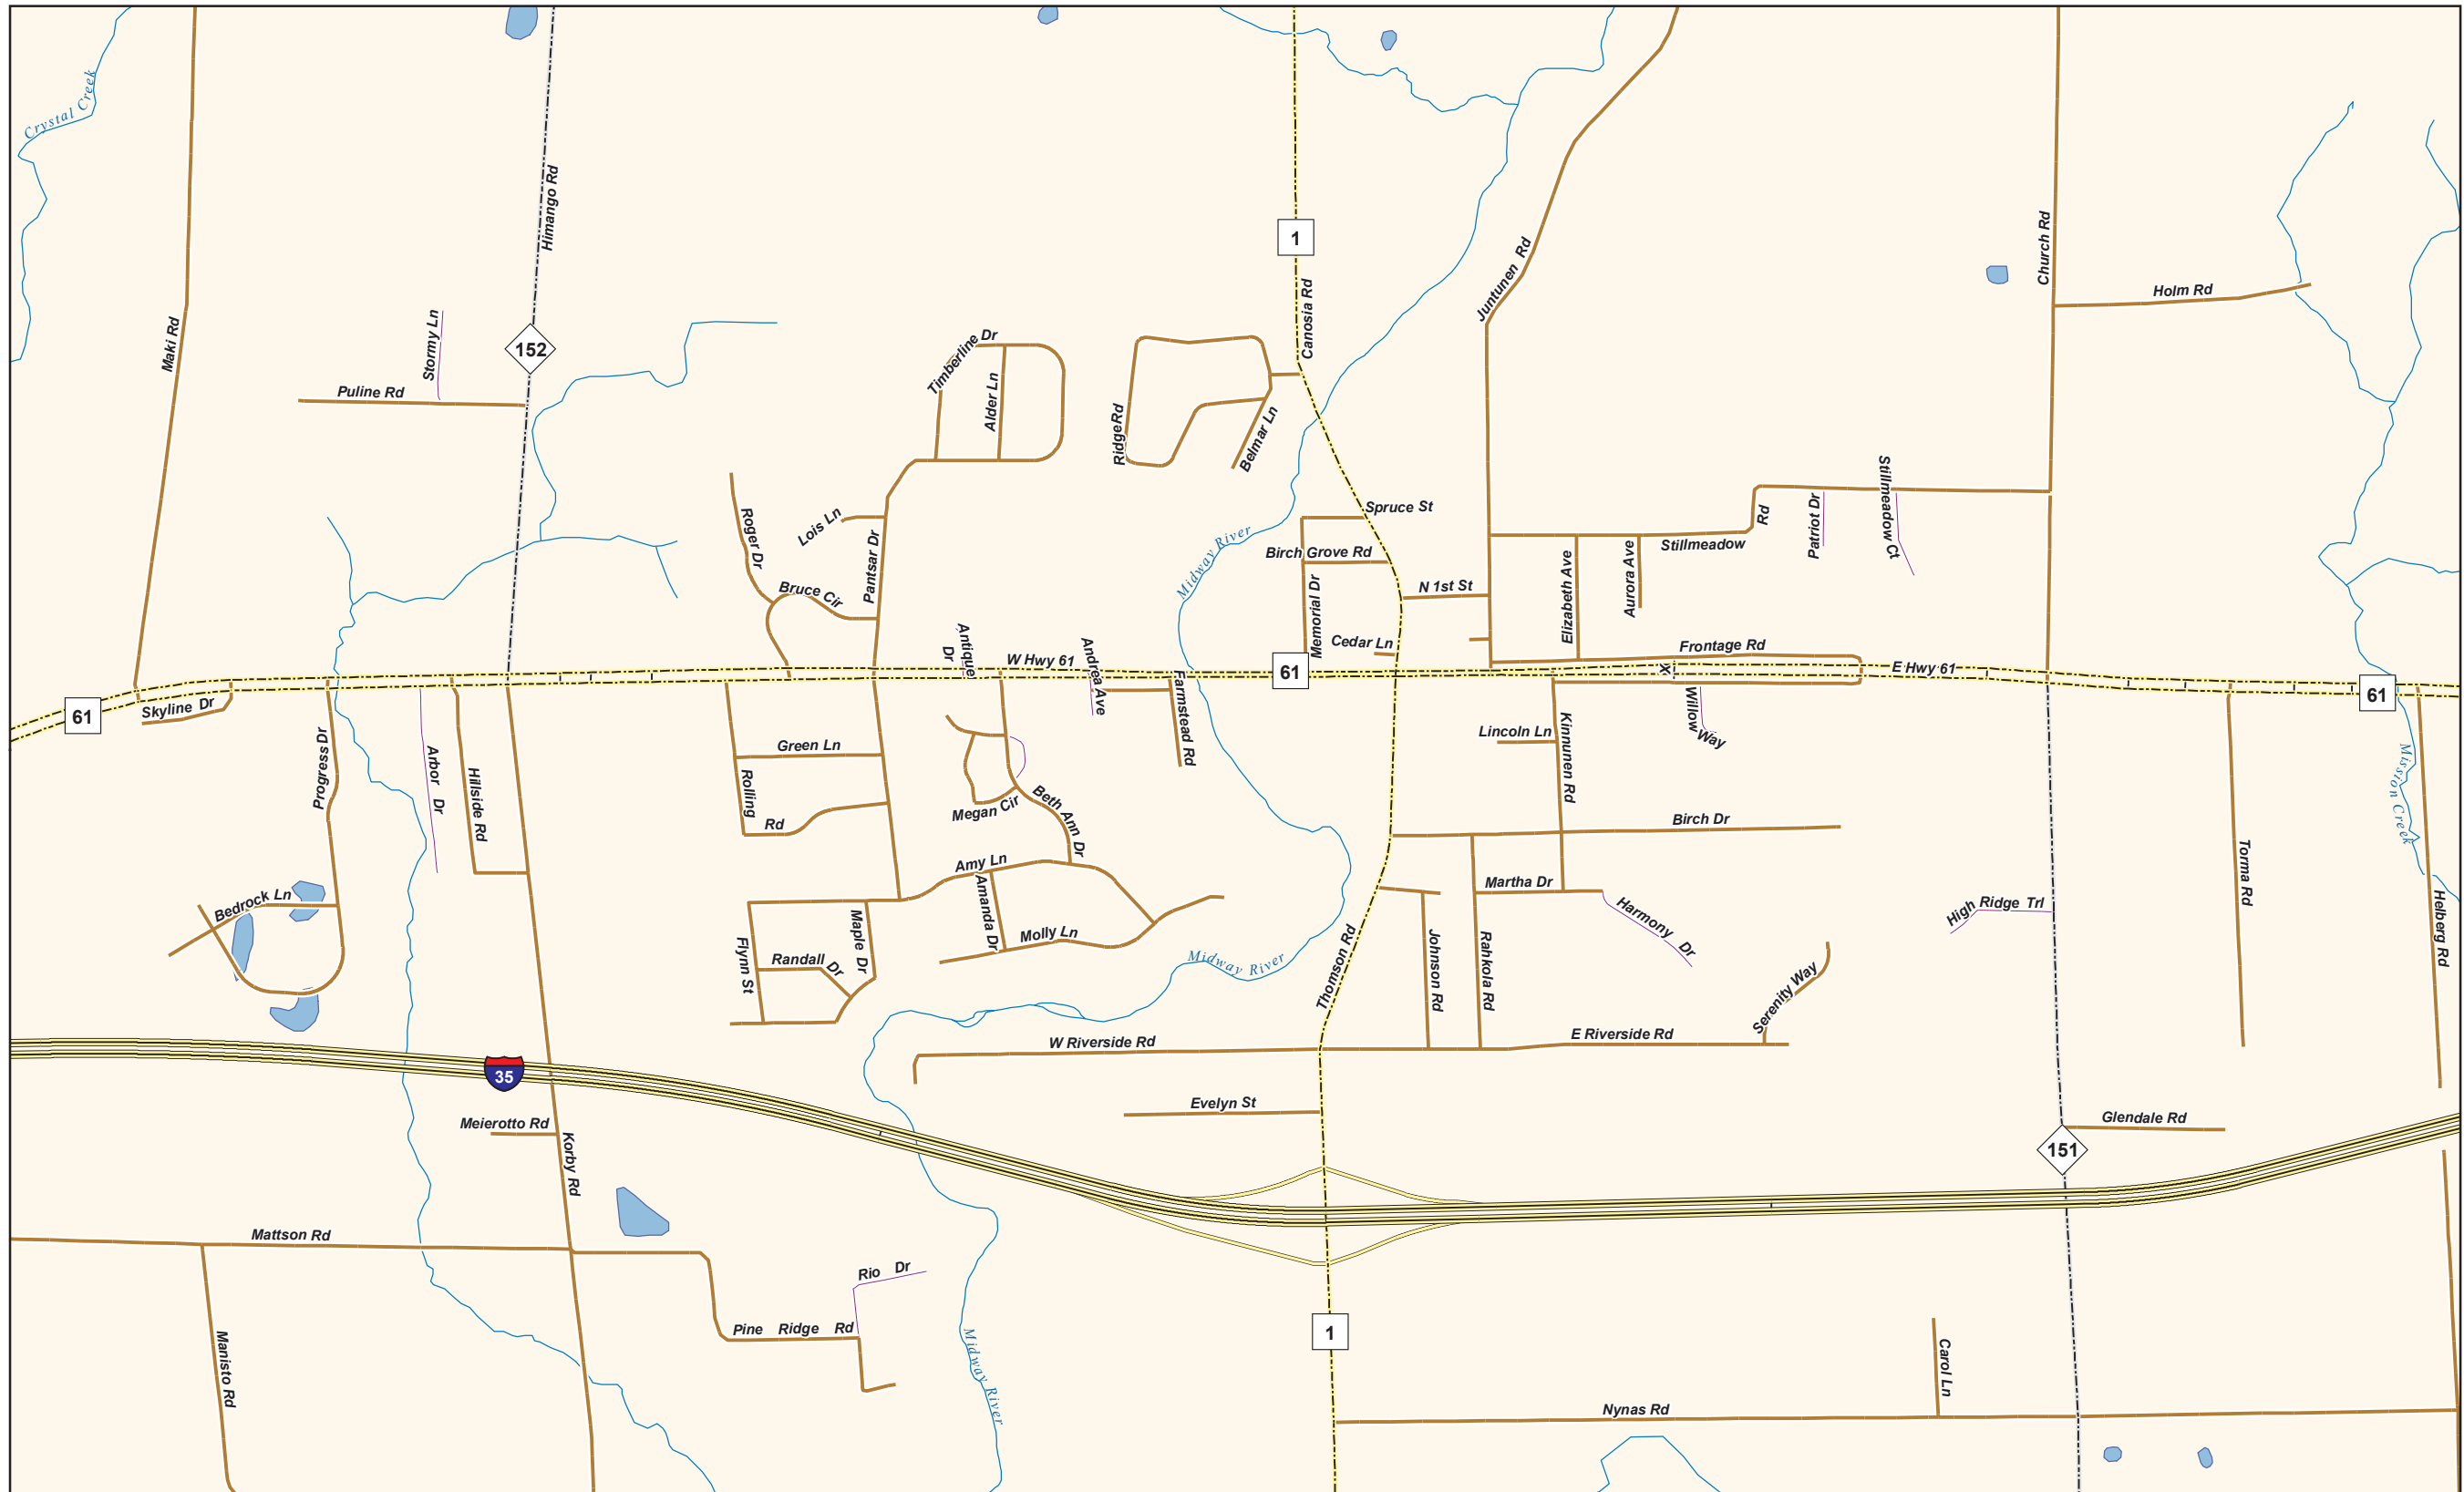 Crystal Creek
Himango Rd
1
Church Rd
Juntunen Rd
Holm Rd
Maki Rd
Stormy Ln
152
Canosia Rd
Timberline Dr
Puline Rd
Alder Ln
RidgeRd
Belmar Ln
Spruce St
Stillmeadow Ct
Patriot Dr
Roger Dr
Lois Ln
Pantsar Dr
Midway River
Birch Grove Rd
Stillmeadow Rd
Elizabeth Ave
Aurora Ave
Bruce Cir
N 1st St
Memorial Dr
Cedar Ln
Frontage Rd
Antique Dr
W Hwy 61
Andrea Ave
61
X
E Hwy 61
61
61
Skyline Dr
Farmstead Rd
Willow Way
Progress Dr
Arbor Dr
Hillside Rd
Green Ln
Lincoln Ln
Kinnunen Rd
Mission Creek
Rolling Rd
Megan Cir
Beth Ann Dr
Birch Dr
Torma Rd
Amy Ln
Amanda Dr
Martha Dr
Bedrock Ln
Harmony Dr
High Ridge Trl
Helberg Rd
Maple Dr
Molly Ln
Flynn St
Randall Dr
Midway River
Thomson Rd
Johnson Rd
Rahkola Rd
Serenity Way
W Riverside Rd
E Riverside Rd
35
Evelyn St
Meierotto Rd
Glendale Rd
Korby Rd
151
Mattson Rd
Rio Dr
Pine Ridge Rd
1
Manisto Rd
Midway River
Carol Ln
Nynas Rd